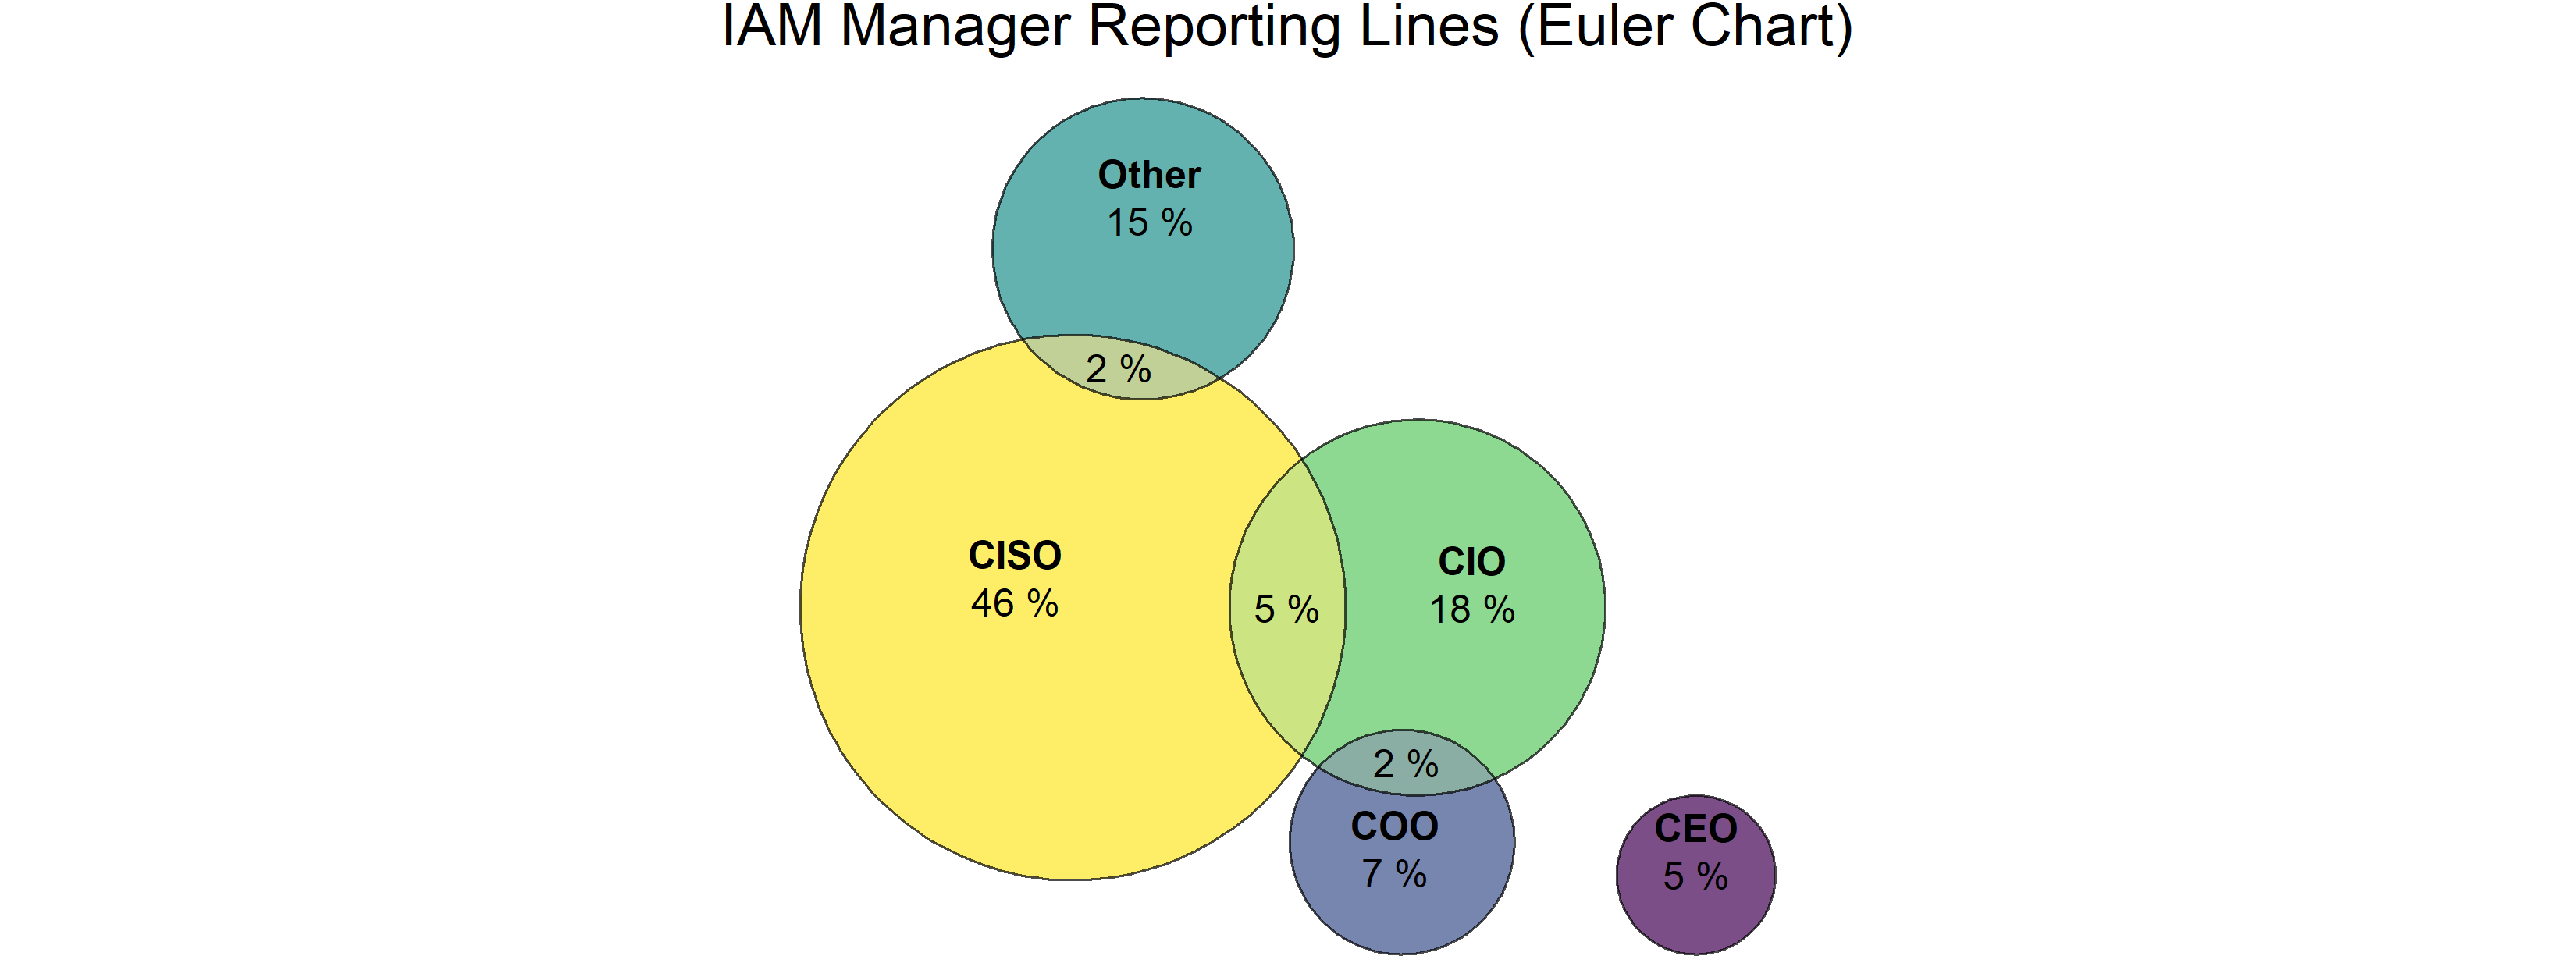 IAM Manager Reporting Lines (Euler Chart)
Other
15 %
2 %
CISO
46 %
5 %
CIO
18 %
2 %
COO
7 %
CEO
5 %